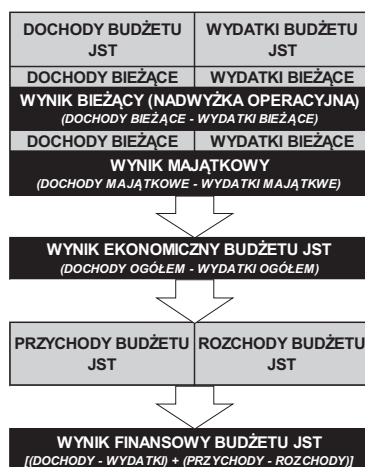 DOCHODY BUDŻETU WYDATKI BUDŻETU
JST JST
DOCHODY BIEŻĄCE WYDATKI BIEŻĄCE
WYNIK BIEŻĄCY (NADWYŻKA OPERACYJNA)
(DOCHODY BIEŻĄCE - WYDATKI BIEŻĄCE)
DOCHODY BIEŻĄCE WYDATKI BIEŻĄCE
WYNIK MAJĄTKOWY
(DOCHODY MAJĄTKOWE - WYDATKI MAJĄTKWE)
WYNIK EKONOMICZNY BUDŻETU JST
(DOCHODY OGÓŁEM - WYDATKI OGÓŁEM)
PRZYCHODY BUDŻETU ROZCHODY BUDŻETU
JST JST
WYNIK FINANSOWY BUDŻETU JST
[(DOCHODY - WYDATKI) + (PRZYCHODY - ROZCHODY)]